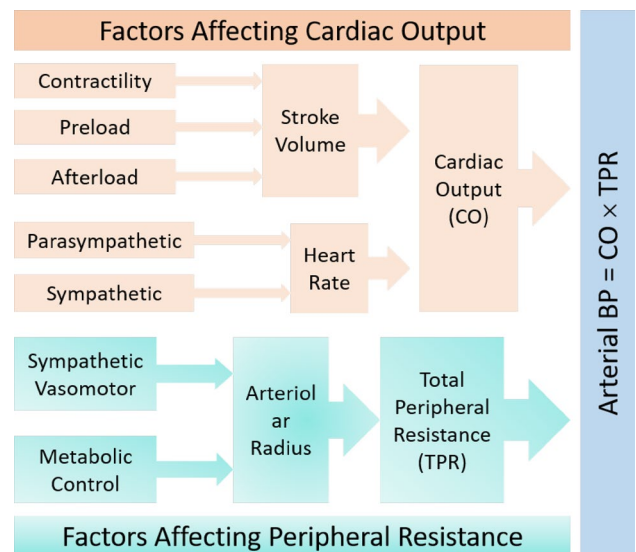 Factors Affecting Cardiac Output
Contractility
Preload
Afterload
Stroke
Volume
Parasympathetic
Sympathetic
Heart
Rate
Cardiac
Output
(CO)
Sympathetic
Vasomotor
Metabolic
Control
Arteriol
ar
Radius
Total
Peripheral
Resistance
(TPR)
Factors Affecting Peripheral Resistance
Arterial BP = CO × TPR